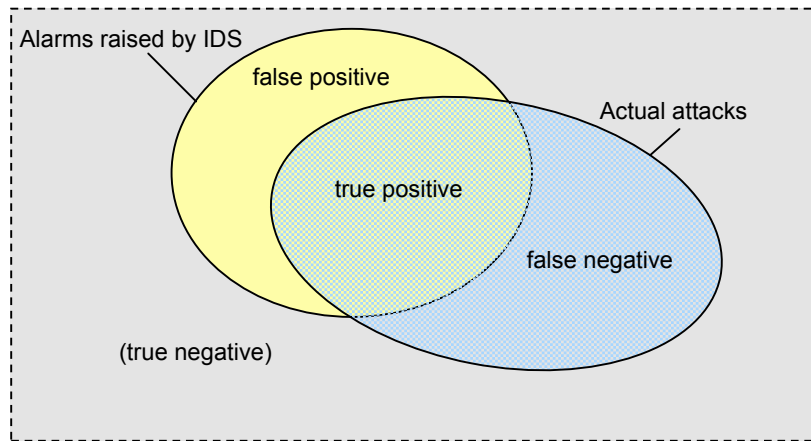 Alarms raised by IDS
false positive
Actual attacks
true positive
false negative
(true negative)